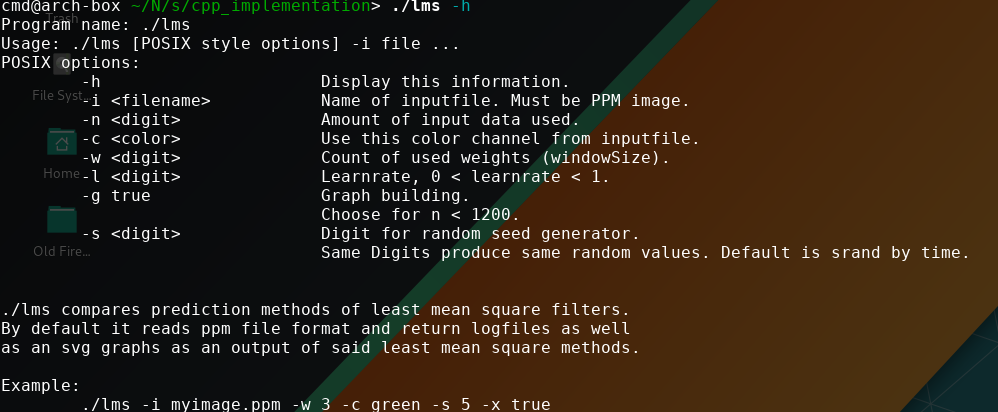 cmd@arch-box ~/N/s/cpp_implementation> ./lms -h
Trash
Program name: ./lms
Usage: ./lms [POSIX style options] -i file ...
POSIX options:
-h Display this information.
File Syst...
-i <filename> Name of inputfile. Must be PPM image.
-n <digit> Amount of input data used.
-c <color> Use this color channel from inputfile.
-w <digit> Count of used weights (windowSize).
Home
-l <digit> Learnrate, 0 < learnrate < 1.
-g true Graph building.
Choose for n < 1200.
-s <digit> Digit for random seed generator.
Old Fire...
Same Digits produce same random values. Default is srand by time.
./lms compares prediction methods of least mean square filters.
By default it reads ppm file format and return logfiles as well
as an svg graphs as an output of said least mean square methods.
Example:
./lms -i myimage.ppm -w 3 -c green -s 5 -x true